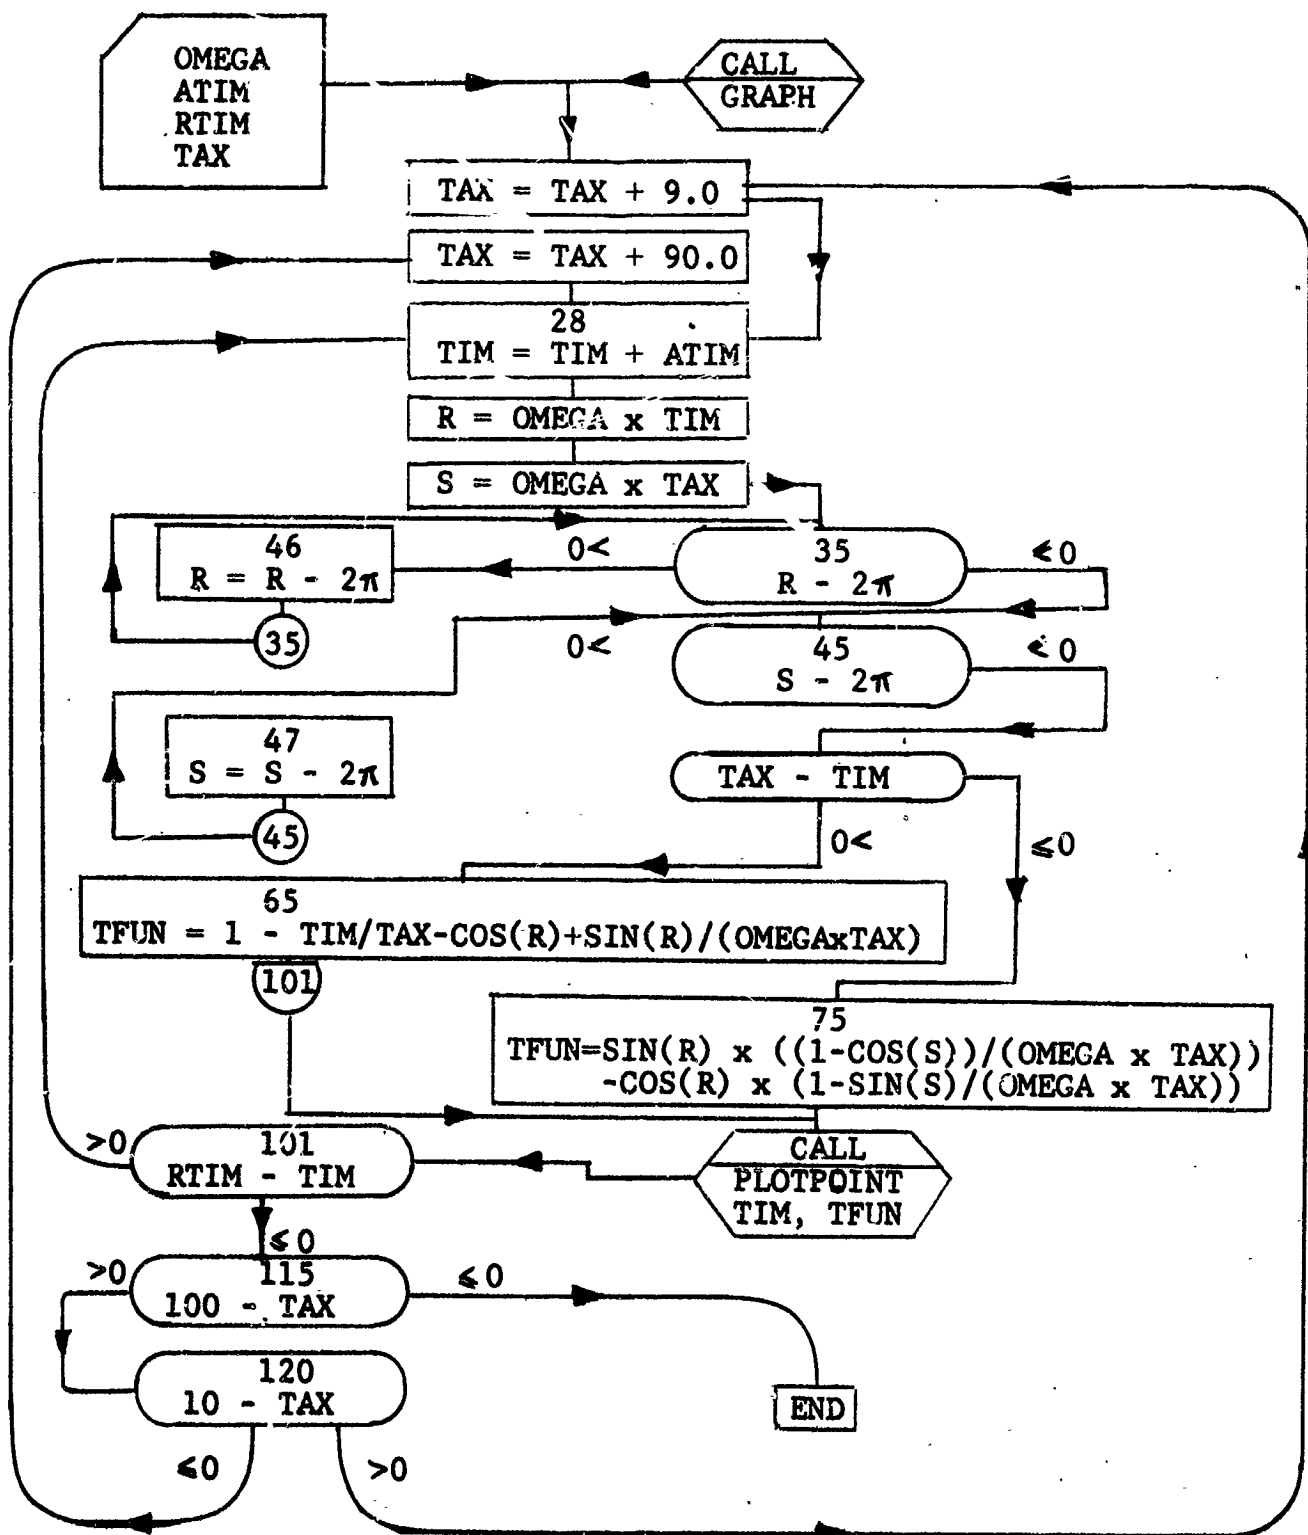 OMEGA
ATIM
RTIM
TAX
CALL
GRAPH
TAX = TAX + 9.0
TAX = TAX + 90.0
28
TIM = TIM + ATIM
R = OMEGA x TIM
S = OMEGA x TAX
46
R = R - 2π
35
0<
35
R - 2π
≤0
0<
45
S - 2π
≤0
47
S = S - 2π
45
TAX - TIM
0<
≤0
65
TFUN = 1 - TIM/TAX-COS(R)+SIN(R)/(OMEGAxTAX)
101
75
TFUN=SIN(R) x ((1-COS(S))/(OMEGA x TAX))
-COS(R) x (1-SIN(S)/(OMEGA x TAX))
>0
101
RTIM - TIM
CALL
PLOTPOINT
TIM, TFUN
≤0
>0
115
100 - TAX
≤0
120
10 - TAX
END
≤0
>0